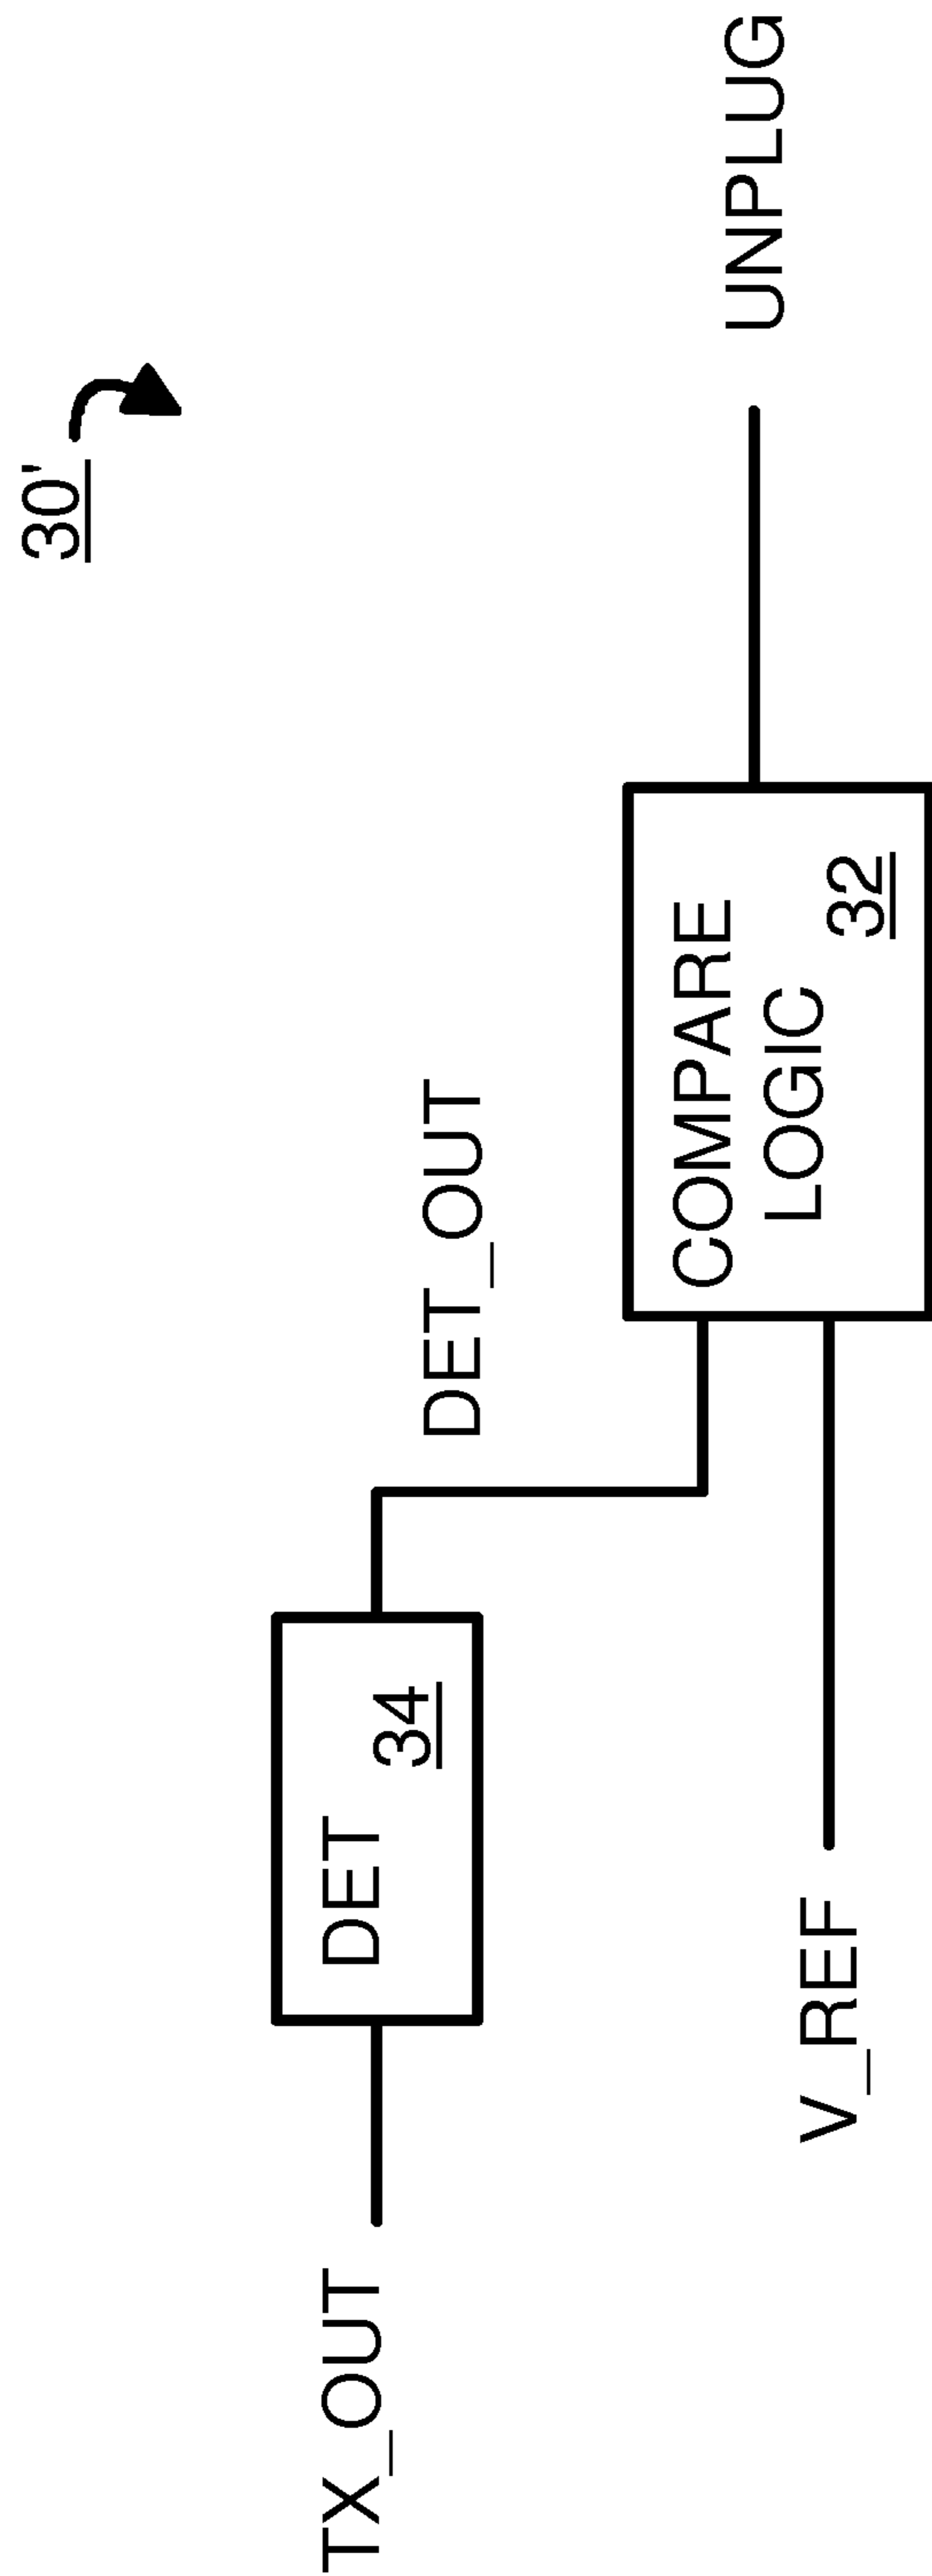 30'
TX_OUT
DET
34
DET_OUT
V_REF
COMPARE
LOGIC
32
UNPLUG